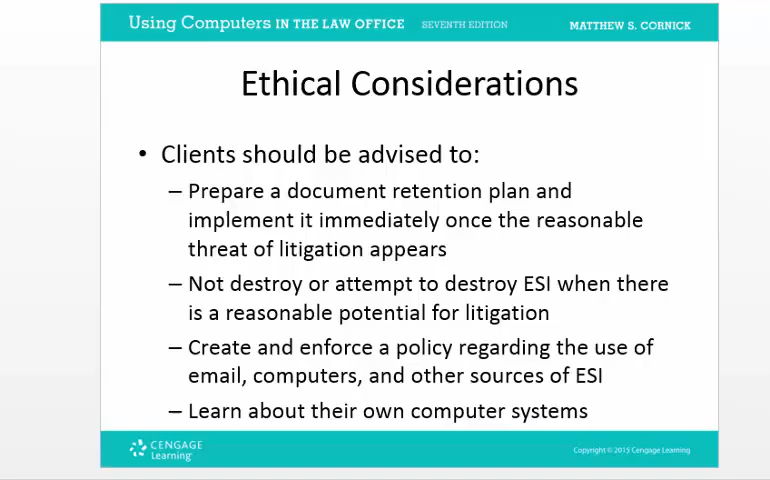 Using Computers IN THE LAW OFFICE SEVENTH EDITION MATTHEW S. CORNICK
Ethical Considerations
• Clients should be advised to:
– Prepare a document retention plan and
implement it immediately once the reasonable
threat of litigation appears
– Not destroy or attempt to destroy ESI when there
is a reasonable potential for litigation
– Create and enforce a policy regarding the use of
email, computers, and other sources of ESI
– Learn about their own computer systems
CENGAGE
Learning
Copyright © 2015 Cengage Learning